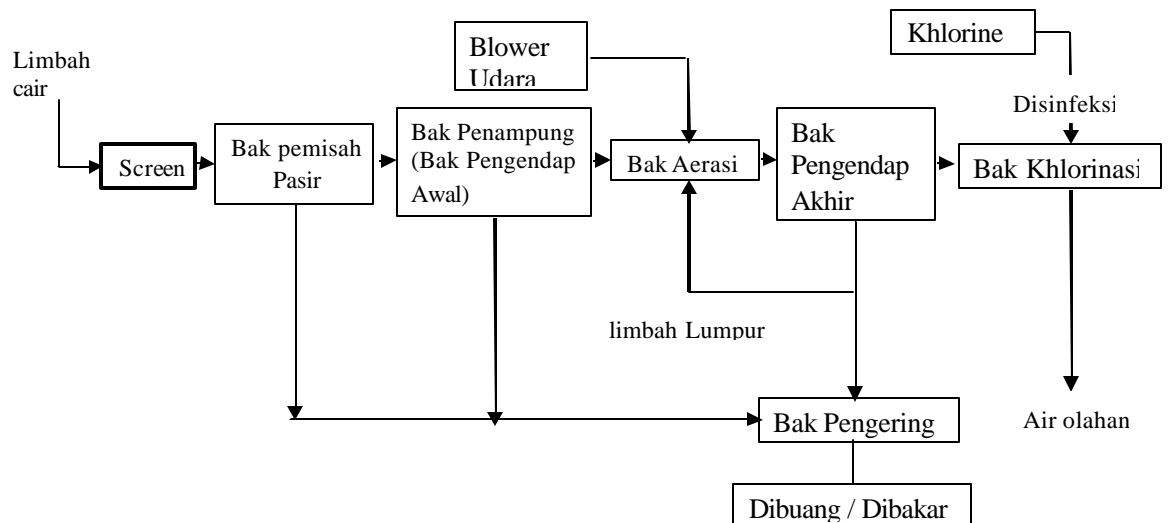 Limbah
cair
Screen
Bak pemisah
Pasir
Bak Penampung
(Bak Pengendap
Awal)
Blower
Udara
Bak Aerasi
limbah Lumpur
Bak
Pengendap
Akhir
Khlorine
Disinfeksi
Bak Khlorinasi
Air olahan
Bak Pengering
Dibuang / Dibakar